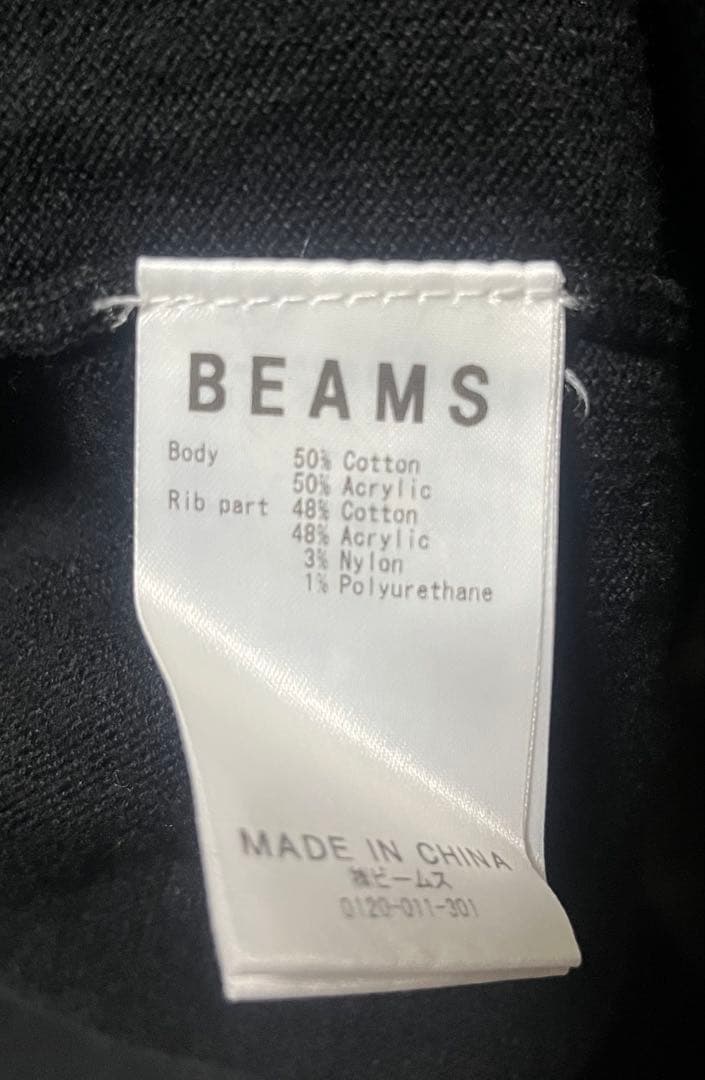 BEAMS
Body 50% Cotton
50% Acrylic
Rib part 48% Cotton
48% Acrylic
3% Nylon
1% Polyurethane
MADE IN CHINA
㈱ビームス
0120-011-301